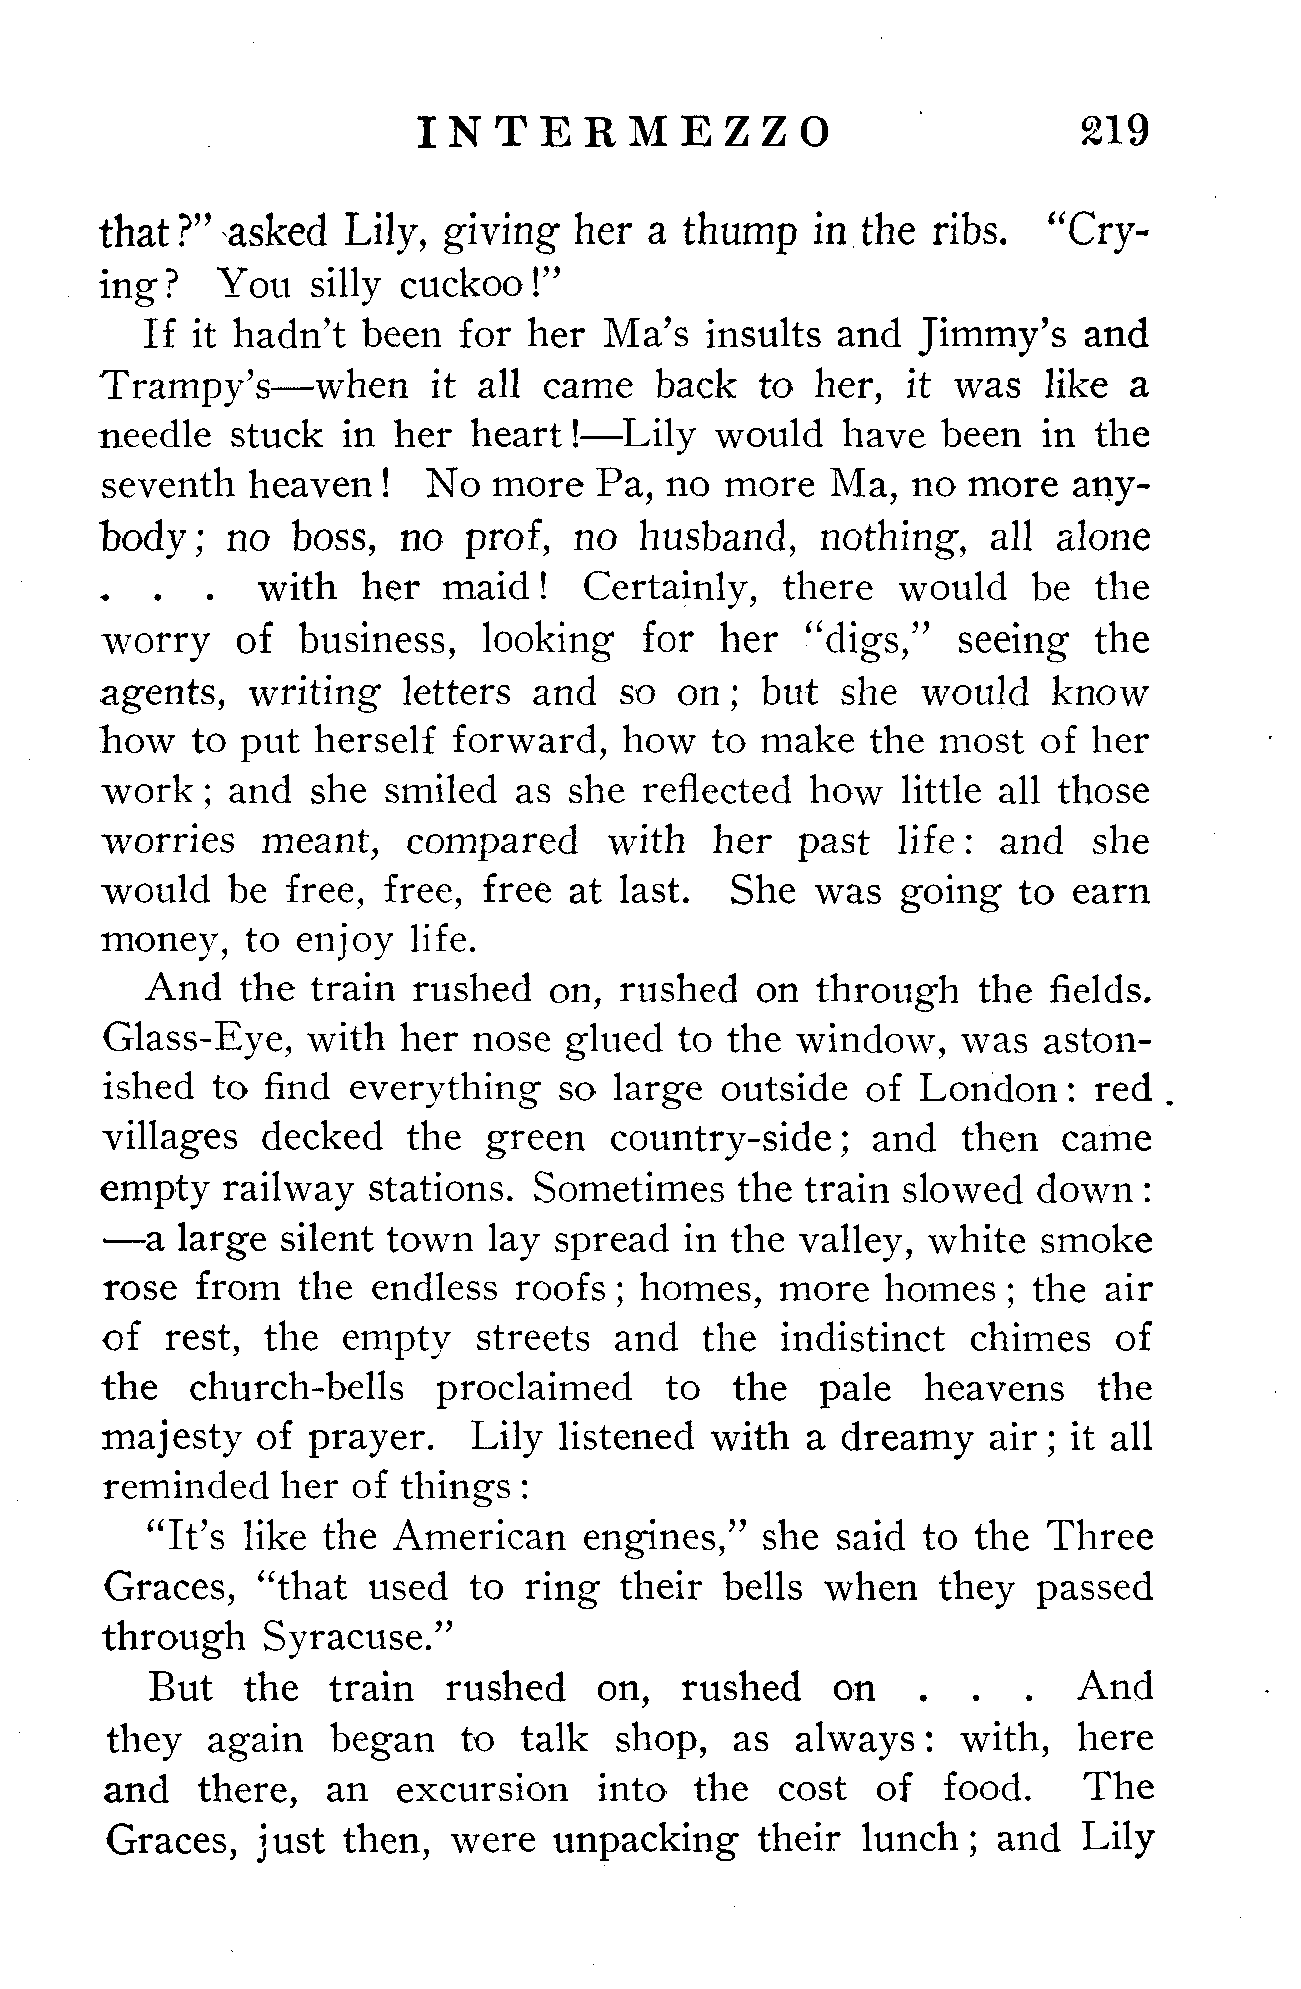 INTERMEZZO 219
that?" asked Lily, giving her a thump in the ribs. "Cry-
ing? You silly cuckoo!"
If it hadn't been for her Ma's insults and Jimmy's and
Trampy's—when it all came back to her, it was like a
needle stuck in her heart!—Lily would have been in the
seventh heaven! No more Pa, no more Ma, no more any-
body; no boss, no prof, no husband, nothing, all alone
. . . with her maid! Certainly, there would be the
worry of business, looking for her "digs," seeing the
agents, writing letters and so on; but she would know
how to put herself forward, how to make the most of her
work; and she smiled as she reflected how little all those
worries meant, compared with her past life: and she
would be free, free, free at last. She was going to earn
money, to enjoy life.
And the train rushed on, rushed on through the fields.
Glass-Eye, with her nose glued to the window, was aston-
ished to find everything so large outside of London: red
villages decked the green country-side; and then came
empty railway stations. Sometimes the train slowed down:
—a large silent town lay spread in the valley, white smoke
rose from the endless roofs; homes, more homes; the air
of rest, the empty streets and the indistinct chimes of
the church-bells proclaimed to the pale heavens the
majesty of prayer. Lily listened with a dreamy air; it all
reminded her of things:
"It's like the American engines," she said to the Three
Graces, "that used to ring their bells when they passed
through Syracuse."
But the train rushed on, rushed on . . . And
they again began to talk shop, as always: with, here
and there, an excursion into the cost of food. The
Graces, just then, were unpacking their lunch; and Lily